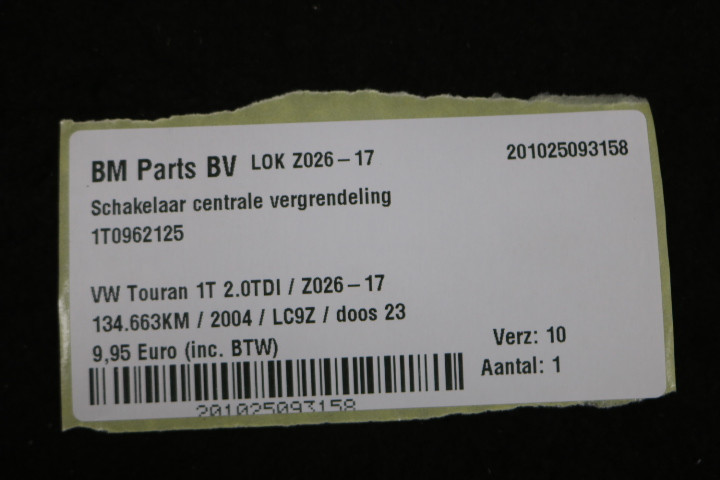 BM Parts BV LOK Z026-17 201025093158
Schakelaar centrale vergrendeling
1T0962125
VW Touran 1T 2.0TDI / Z026-17
134.663KM / 2004 / LC9Z / doos 23
9,95 Euro (inc. BTW)
Verz: 10
Aantal: 1
201025093158